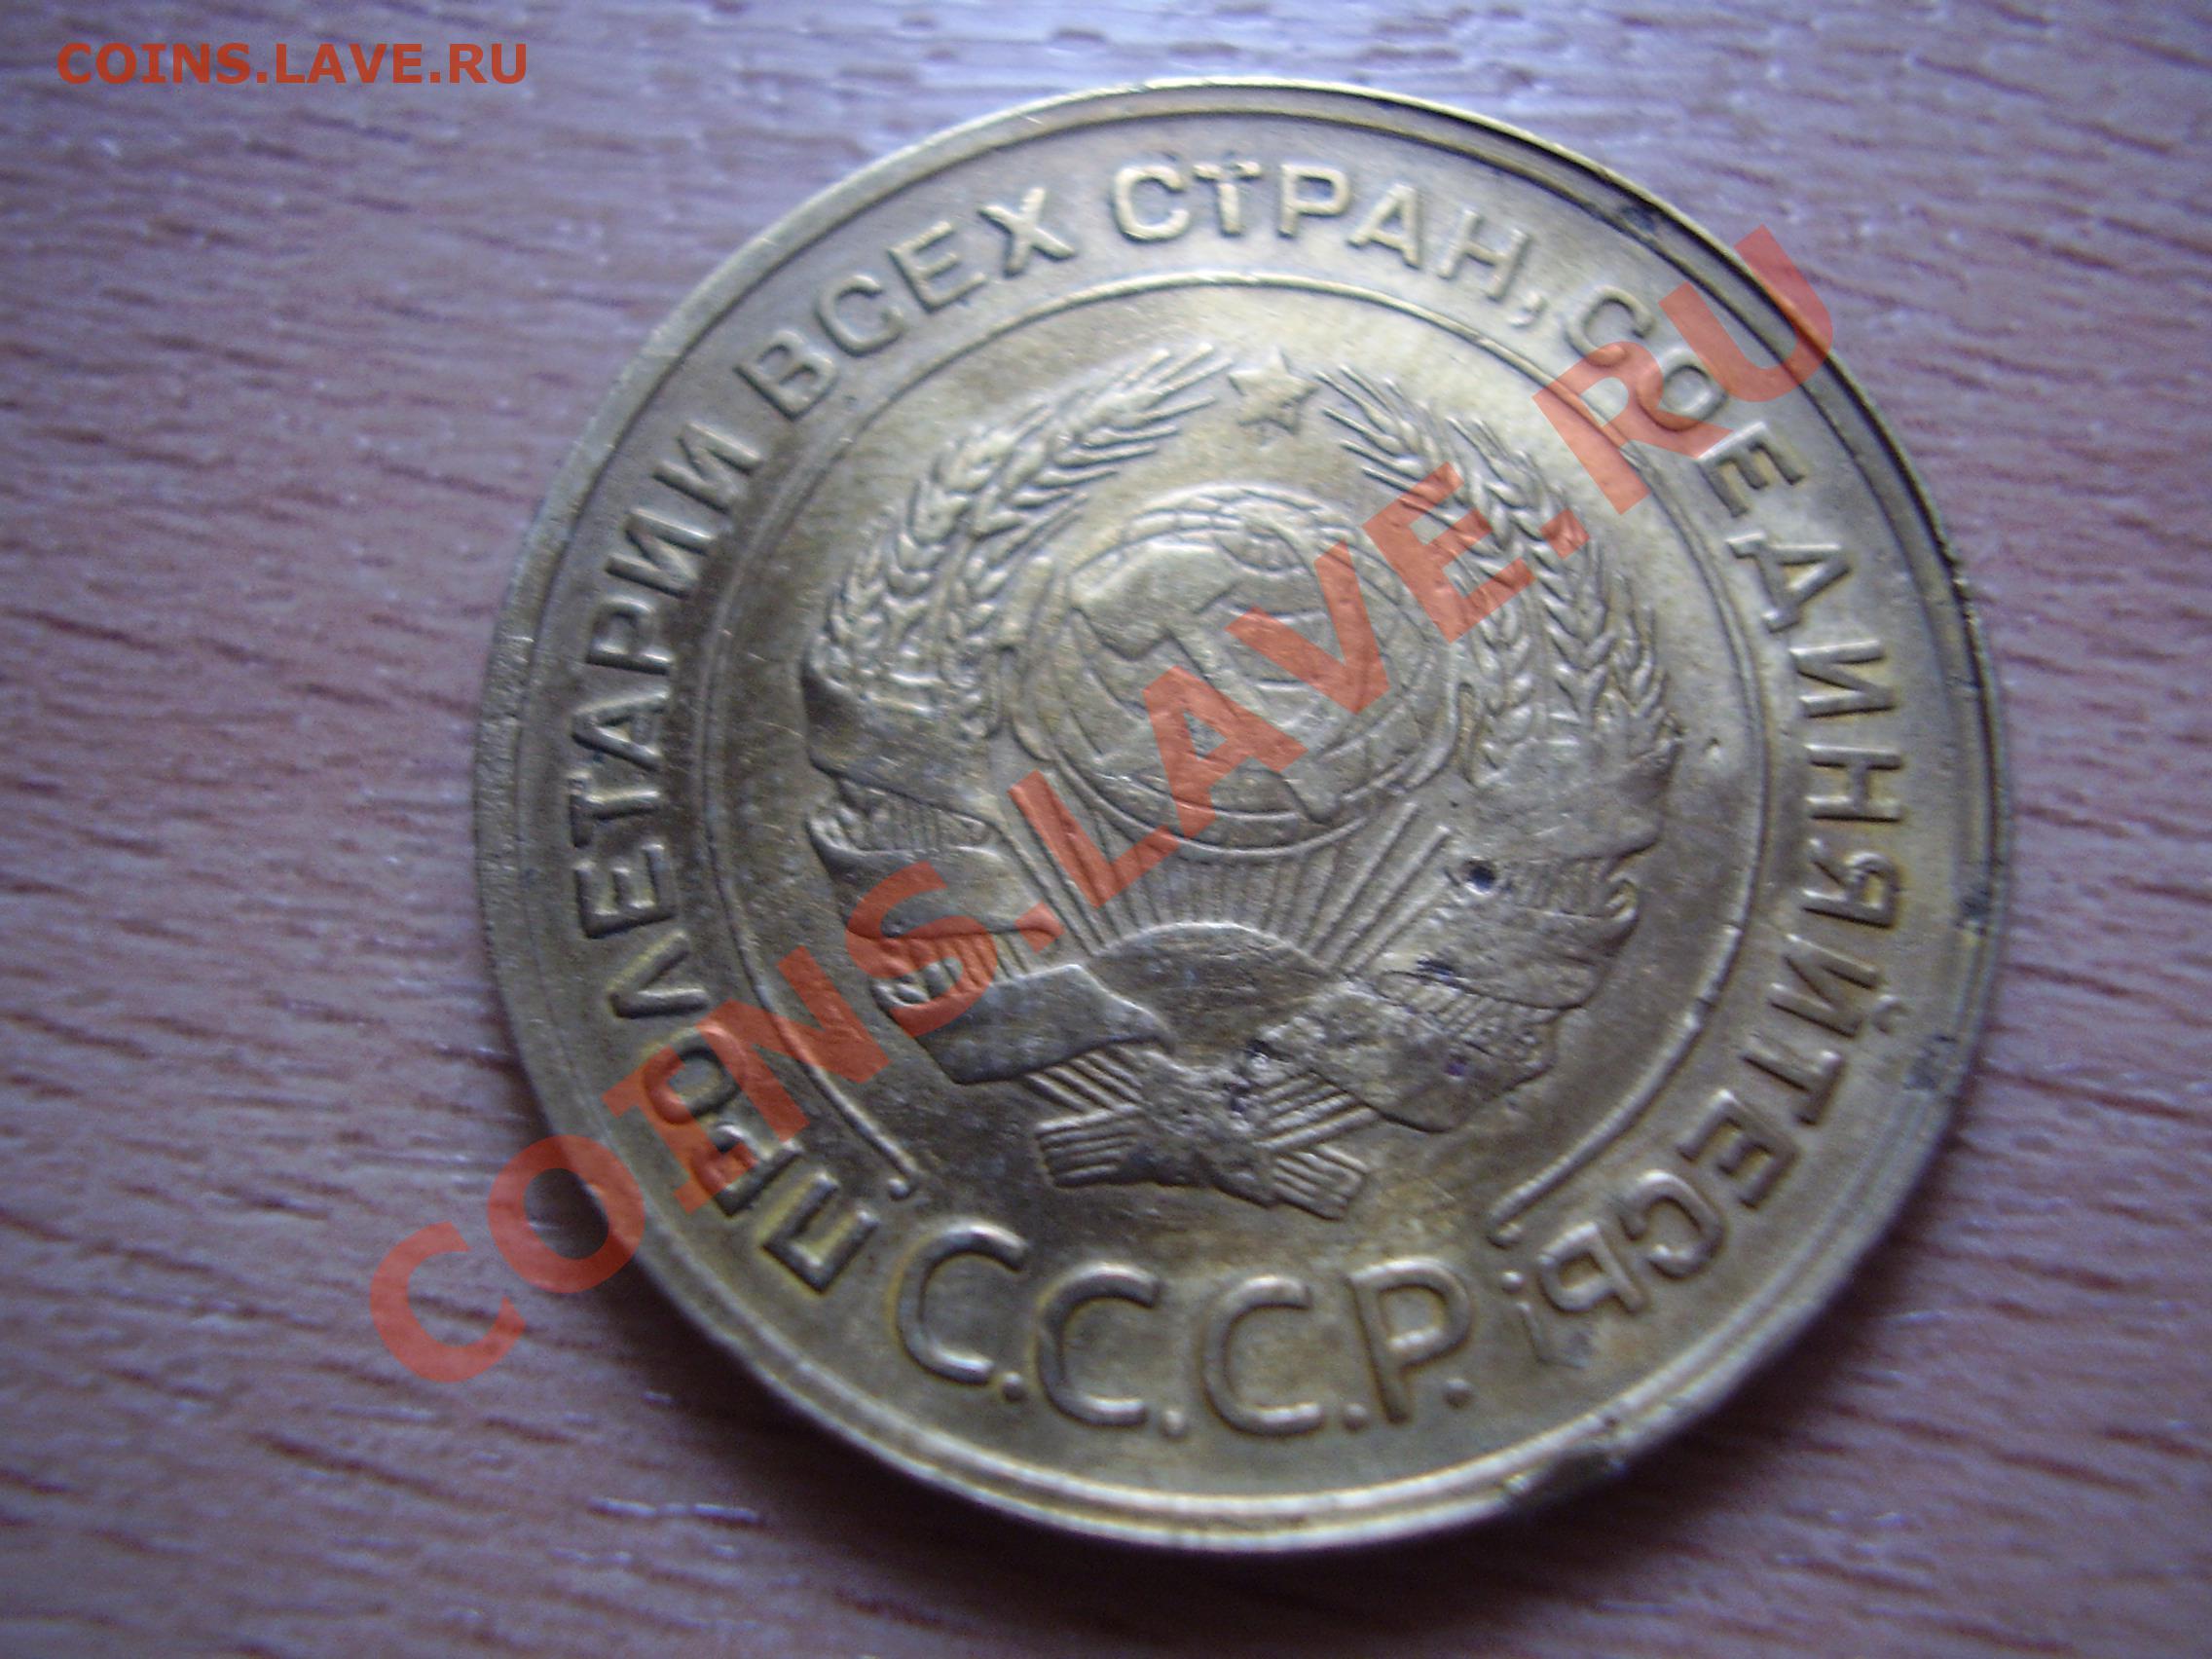 COINS.LAVE.RU
ПРОЛЕТАРИИ ВСЕХ СТРАН, СОЕДИНЯЙТЕСЬ!
С.С.С.Р.
COINS.LAVE.RU